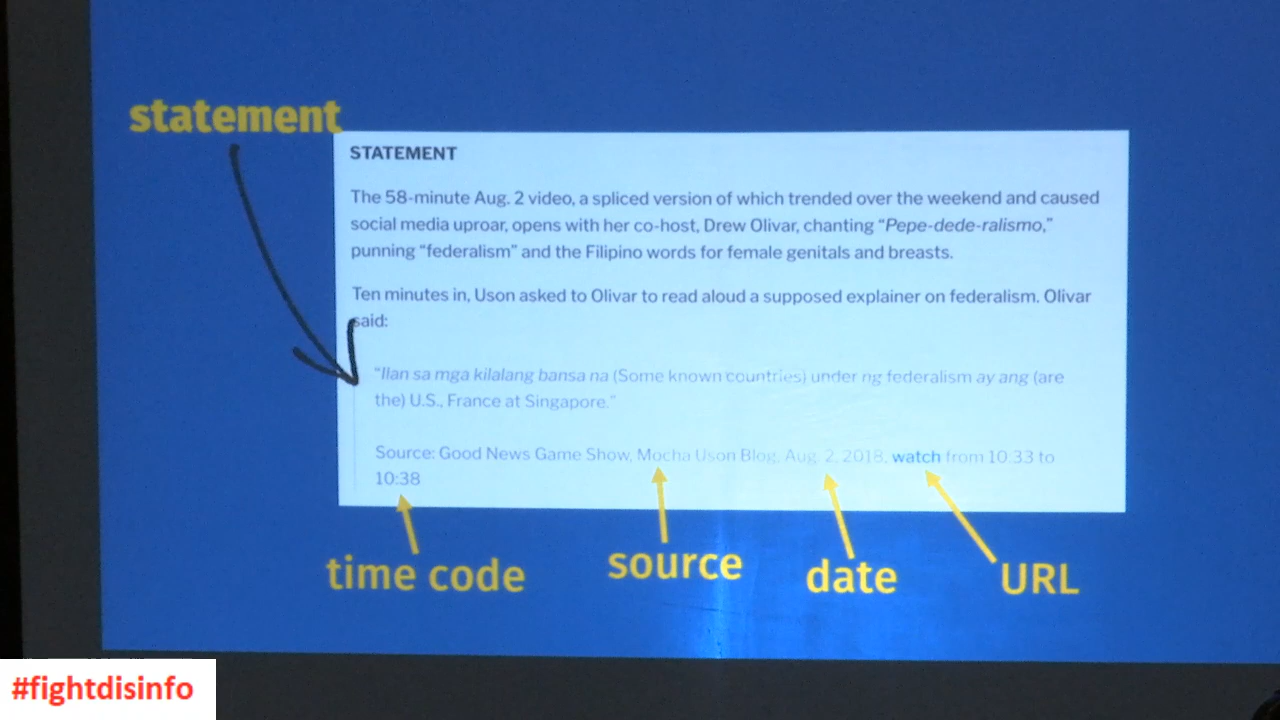 statement
STATEMENT
The 58-minute Aug. 2 video, a spliced version of which trended over the weekend and caused
social media uproar, opens with her co-host, Drew Olivar, chanting “Pepe-dede-ralismo,”
punning “federalism” and the Filipino words for female genitals and breasts.
Ten minutes in, Uson asked to Olivar to read aloud a supposed explainer on federalism. Olivar
said:
“Ilan sa mga kilalang bansa na (Some known countries) under ng federalism ay ang (are
the) U.S., France at Singapore.”
Source: Good News Game Show, Mocha Uson Blog, Aug. 2, 2018, watch from 10:33 to
10:38
time code
source
date
URL
#fightdisinfo